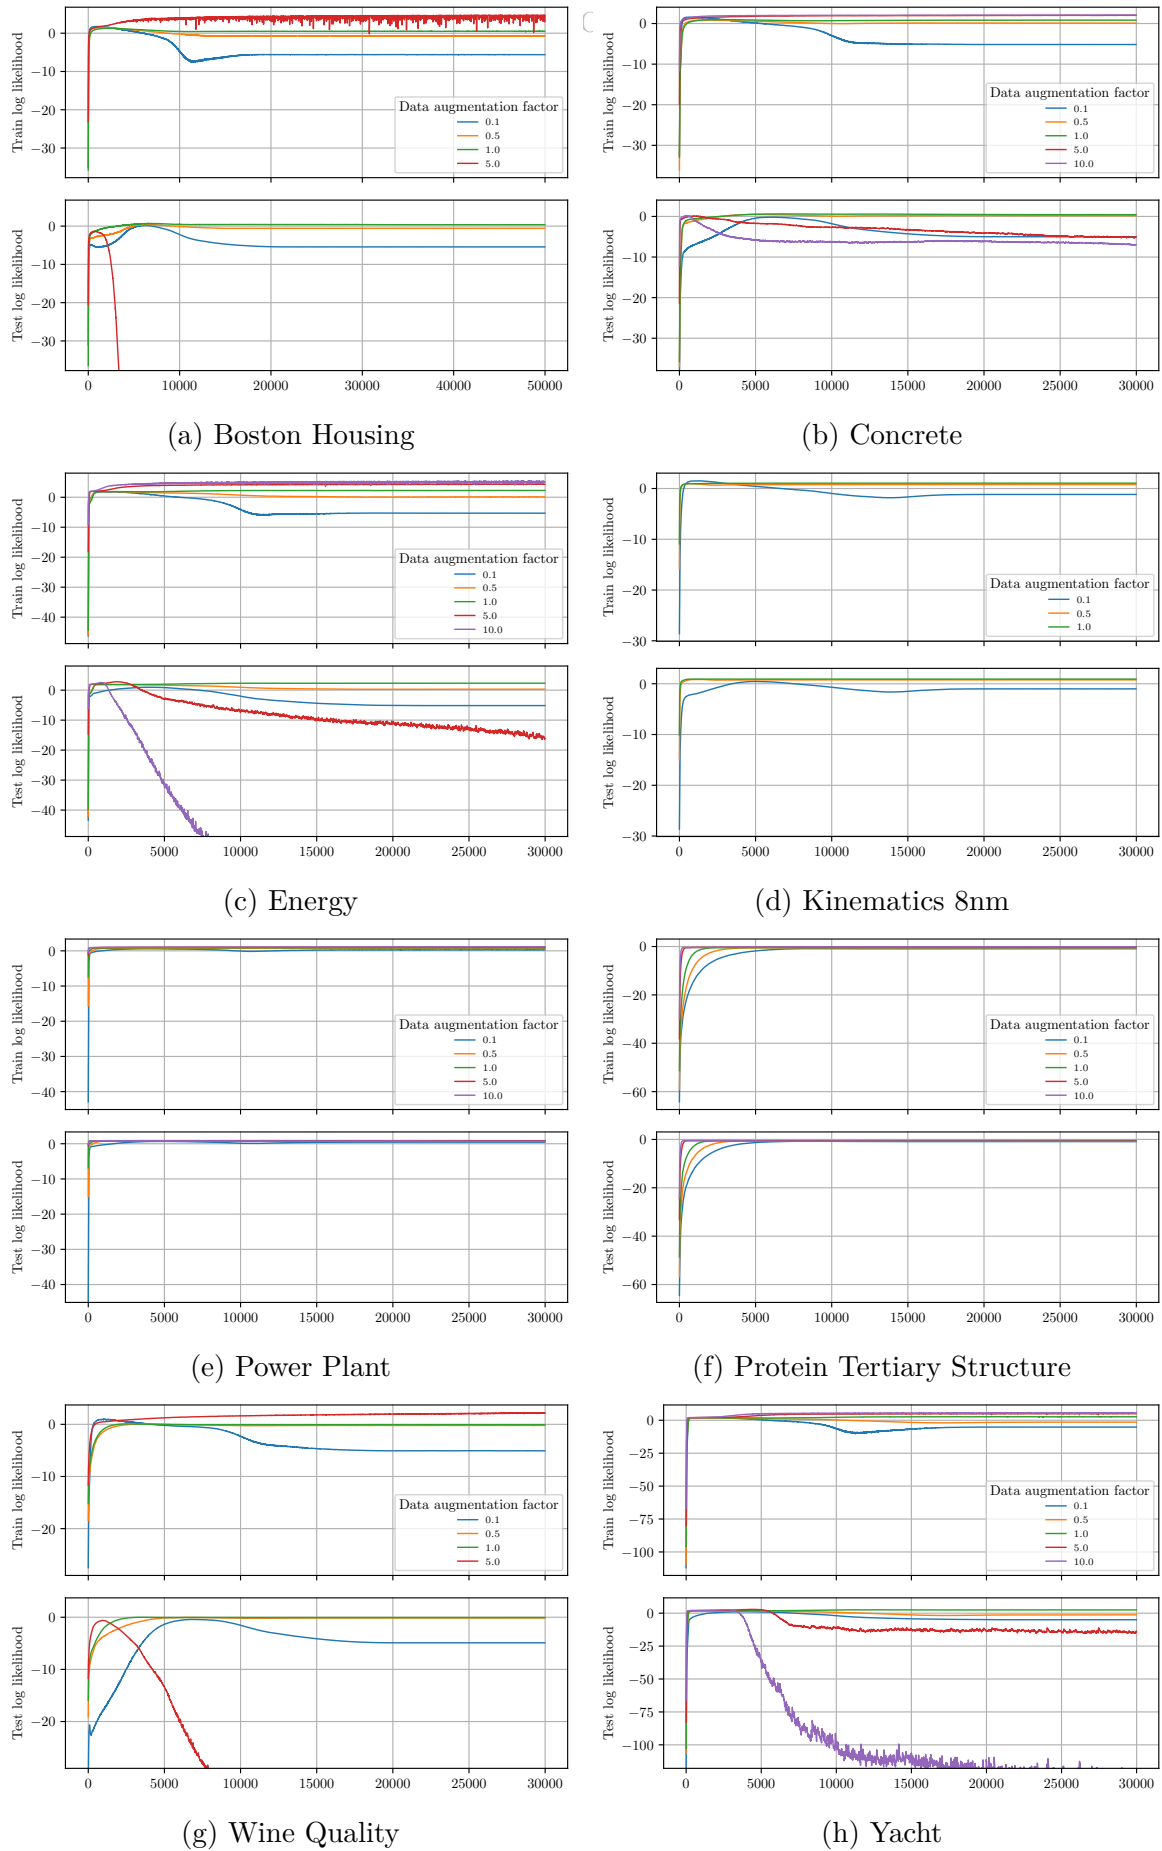 0
−10
−20
−30
Train log likelihood
Data augmentation factor
0.1
0.5
1.0
5.0
0
−10
−20
−30
Test log likelihood
0 10000 20000 30000 40000 50000
(a) Boston Housing
0
−10
−20
−30
Train log likelihood
Data augmentation factor
0.1
0.5
1.0
5.0
10.0
0
−10
−20
−30
Test log likelihood
0 5000 10000 15000 20000 25000 30000
(b) Concrete
0
−10
−20
−30
−40
Train log likelihood
Data augmentation factor
0.1
0.5
1.0
5.0
10.0
0
−10
−20
−30
−40
Test log likelihood
0 5000 10000 15000 20000 25000 30000
(c) Energy
0
−10
−20
−30
Train log likelihood
Data augmentation factor
0.1
0.5
1.0
0
−10
−20
−30
Test log likelihood
0 5000 10000 15000 20000 25000 30000
(d) Kinematics 8nm
0
−10
−20
−30
−40
Train log likelihood
Data augmentation factor
0.1
0.5
1.0
5.0
10.0
0
−10
−20
−30
−40
Test log likelihood
0 5000 10000 15000 20000 25000 30000
(e) Power Plant
0
−20
−40
−60
Train log likelihood
Data augmentation factor
0.1
0.5
1.0
5.0
10.0
0
−20
−40
−60
Test log likelihood
0 5000 10000 15000 20000 25000 30000
(f) Protein Tertiary Structure
0
−10
−20
Train log likelihood
Data augmentation factor
0.1
0.5
1.0
5.0
0
−10
−20
Test log likelihood
0 5000 10000 15000 20000 25000 30000
(g) Wine Quality
0
−25
−50
−75
−100
Train log likelihood
Data augmentation factor
0.1
0.5
1.0
5.0
10.0
0
−25
−50
−75
−100
Test log likelihood
0 5000 10000 15000 20000 25000 30000
(h) Yacht